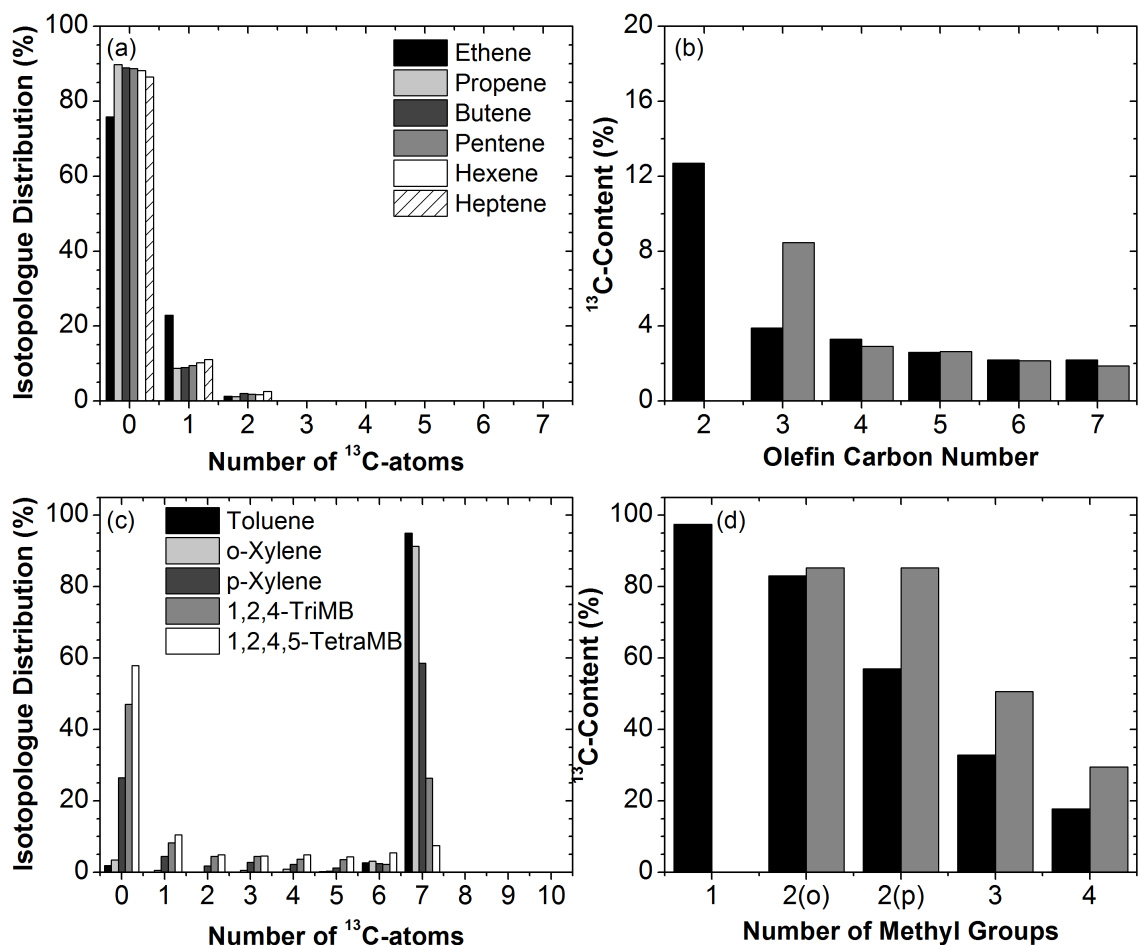 (a)
Ethene
Propene
Butene
Pentene
Hexene
Heptene
Isotopologue Distribution (%)
100
80
60
40
20
0
0 1 2 3 4 5 6 7
Number of ¹³C-atoms
(b)
¹³C-Content (%)
20
16
12
8
4
0
2 3 4 5 6 7
Olefin Carbon Number
(c)
Toluene
o-Xylene
p-Xylene
1,2,4-TriMB
1,2,4,5-TetraMB
Isotopologue Distribution (%)
100
80
60
40
20
0
0 1 2 3 4 5 6 7 8 9 10
Number of ¹³C-atoms
(d)
¹³C-Content (%)
100
80
60
40
20
0
1 2(o) 2(p) 3 4
Number of Methyl Groups